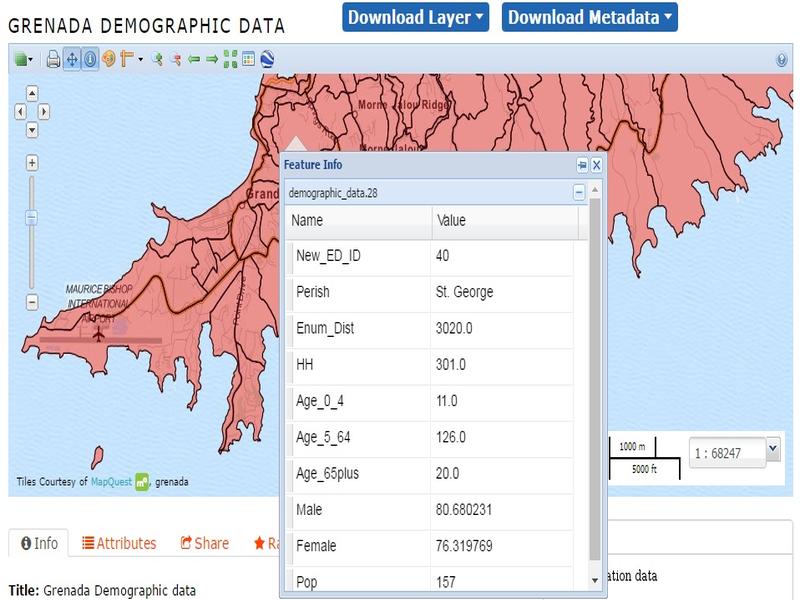 GRENADA DEMOGRAPHIC DATA
Download Layer
Download Metadata
Morne Jalou Ridge
Feature Info
demographic_data.28
Name Value
New_ED_ID 40
Perish St. George
Enum_Dist 3020.0
HH 301.0
Age_0_4 11.0
Age_5_64 126.0
Age_65plus 20.0
Male 80.680231
Female 76.319769
Pop 157
Grand
MAURICE BISHOP
INTERNATIONAL
AIRPORT
1000 m
5000 ft
1 : 68247
Tiles Courtesy of MapQuest , grenada
Info
Attributes
Share
Ra
ation data
Title: Grenada Demographic data